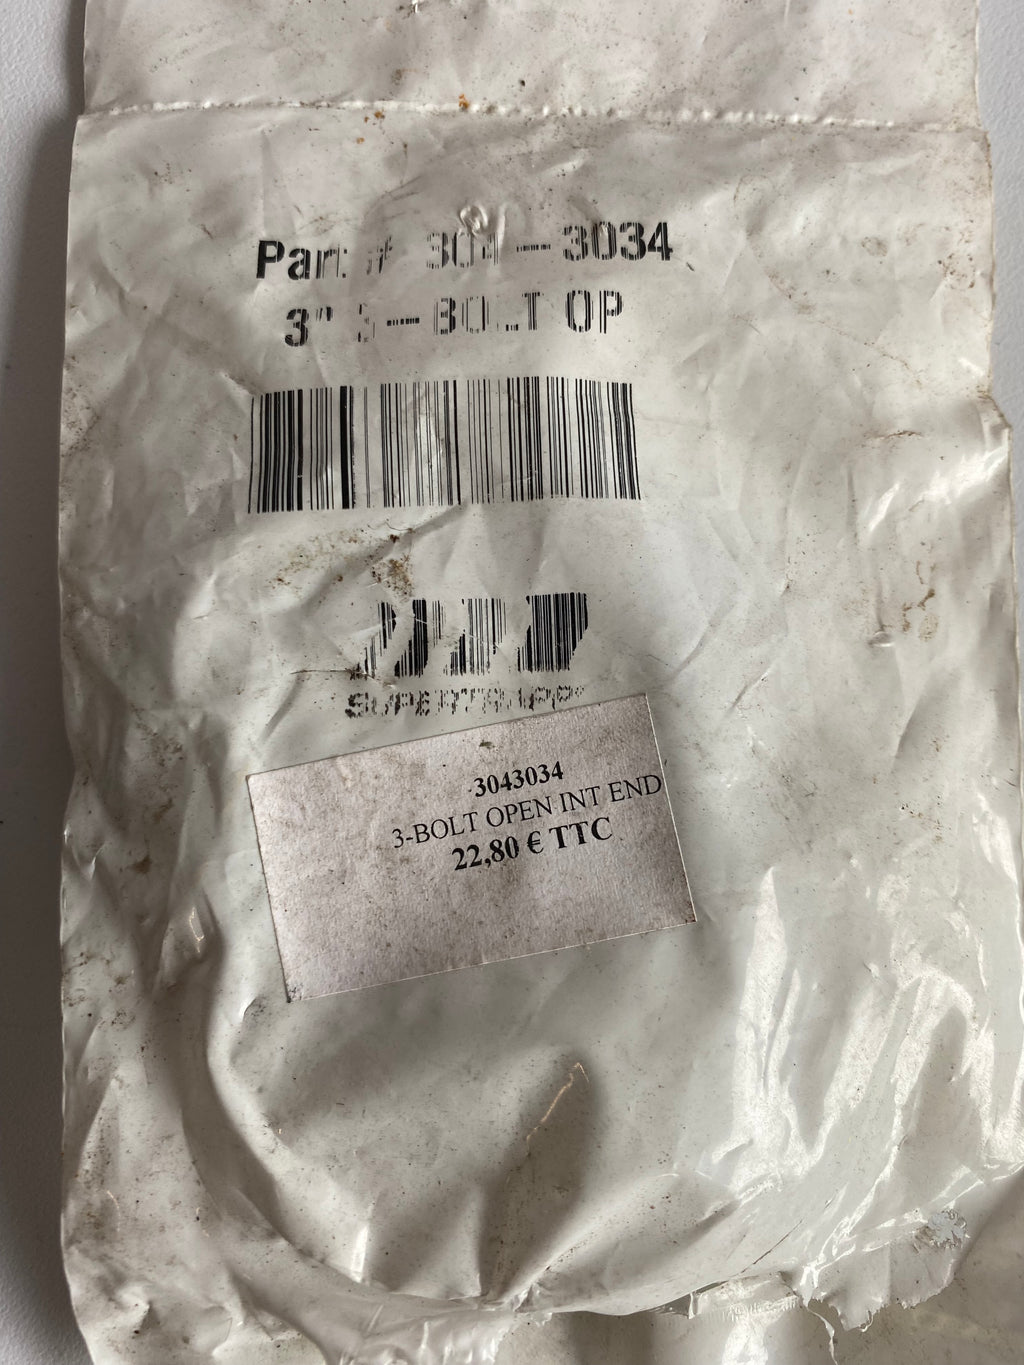 Part # 304-3034
3" 3-BOLT OP
SUPERTRAPP
3043034
3-BOLT OPEN INT END
22,80 € TTC